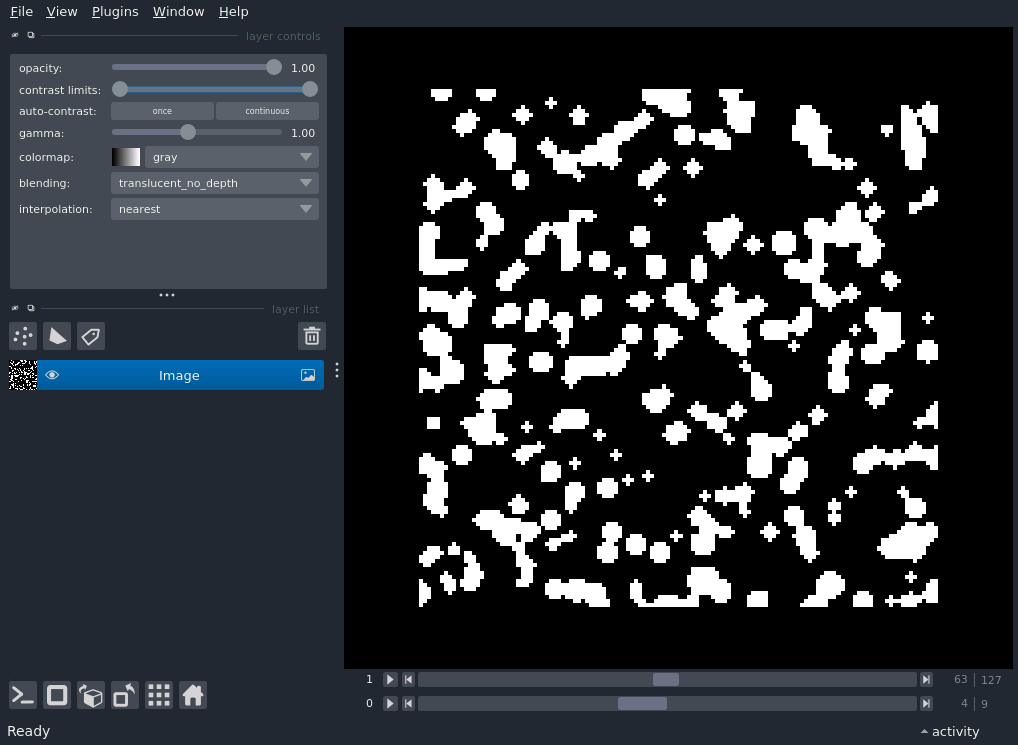 File View Plugins Window Help
layer controls
opacity: 1.00
contrast limits:
auto-contrast: once continuous
gamma: 1.00
colormap: gray
blending: translucent_no_depth
interpolation: nearest
layer list
Image
1 63 127
0 4 9
Ready activity